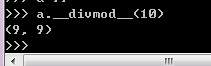 >>> a.__divmod__(10)
(9, 9)
>>>